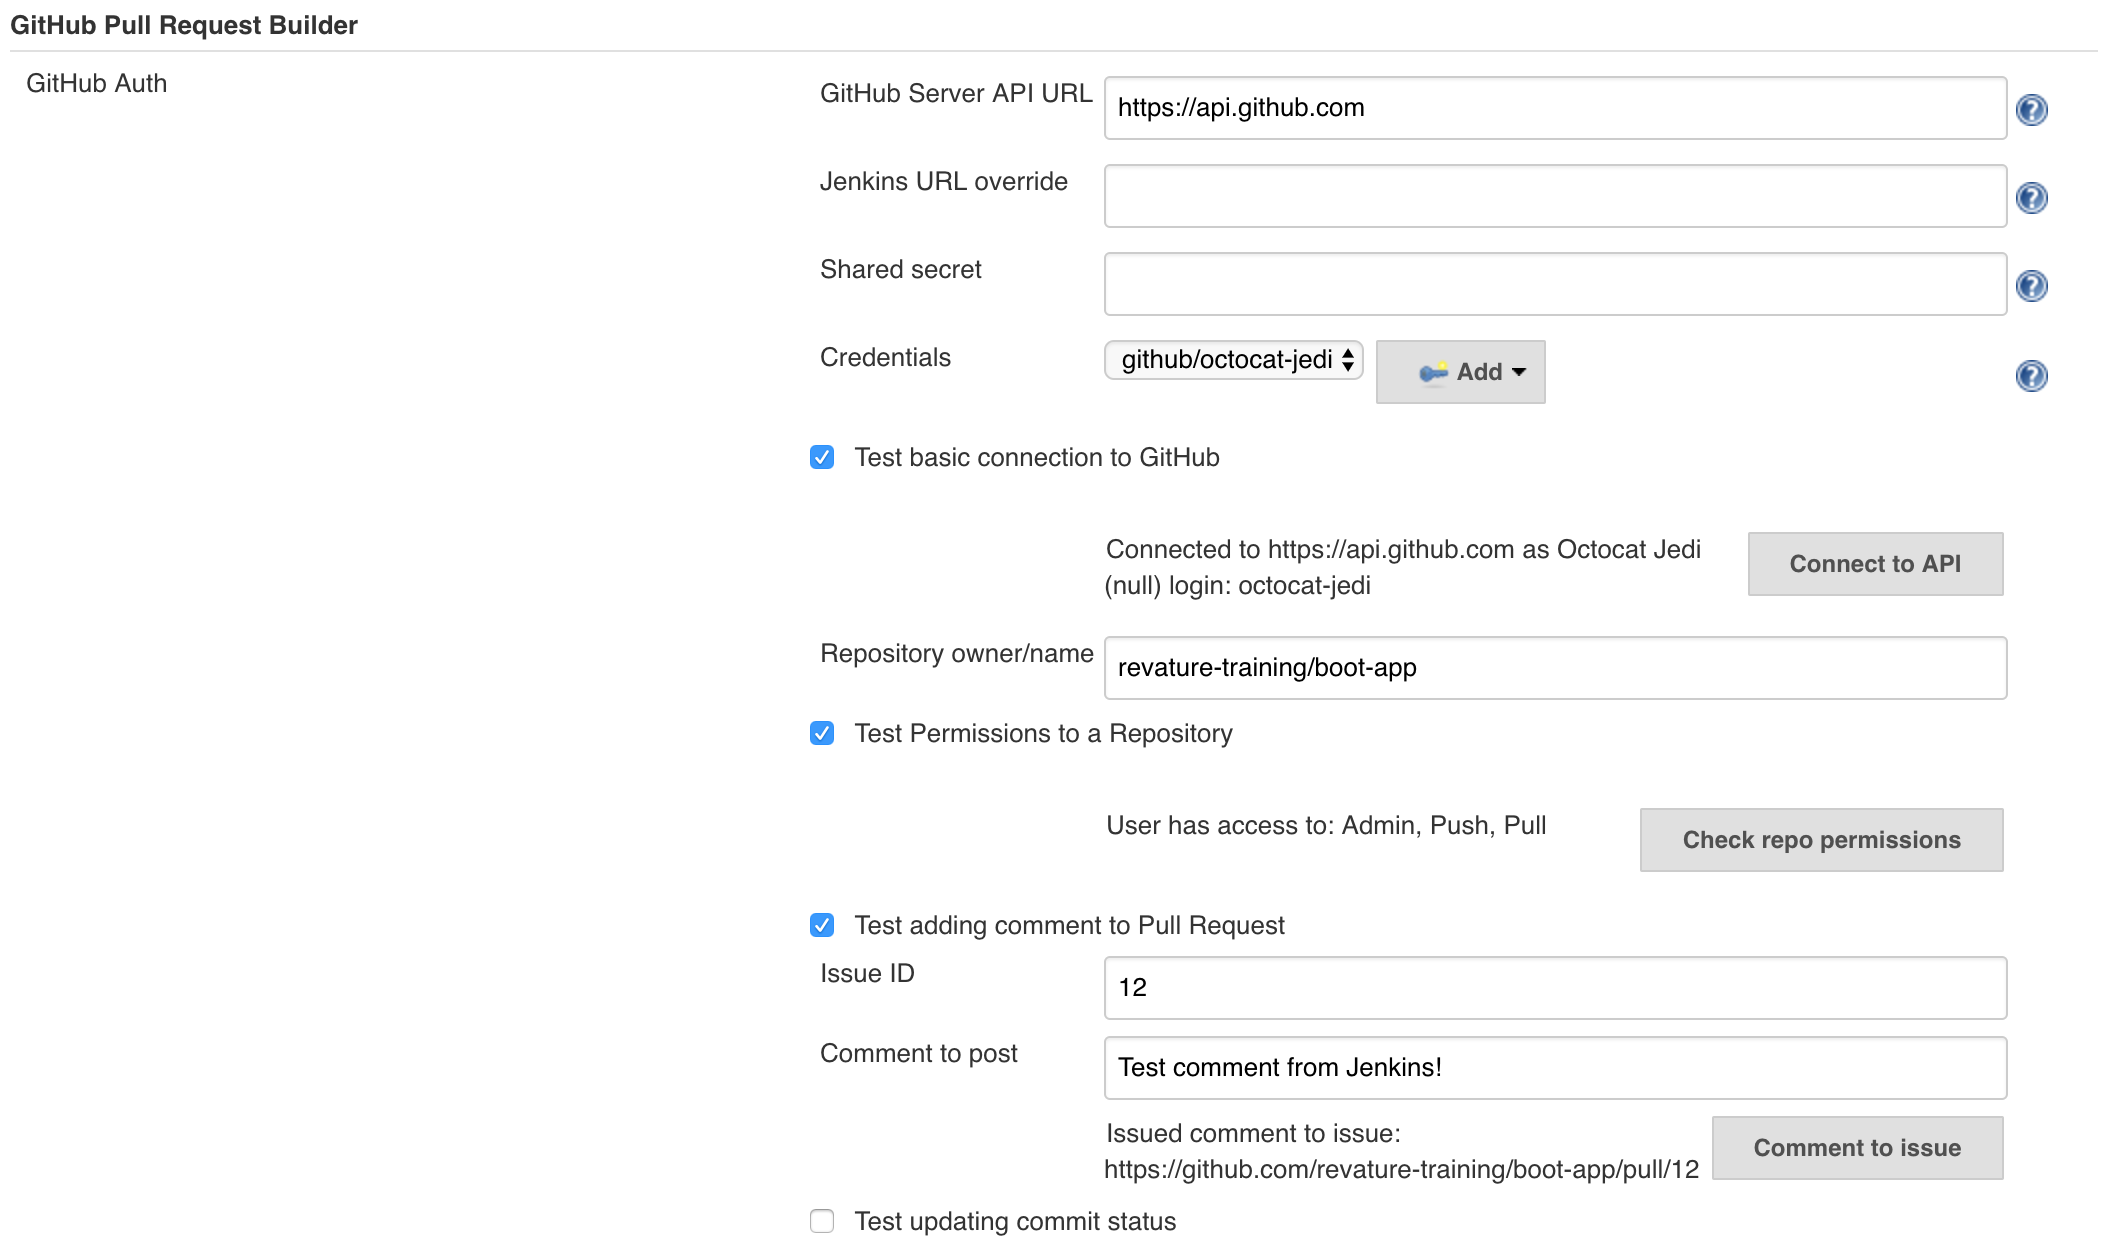 GitHub Pull Request Builder
GitHub Auth
GitHub Server API URL
https://api.github.com
Jenkins URL override
Shared secret
Credentials
github/octocat-jedi
Add
Test basic connection to GitHub
Connected to https://api.github.com as Octocat Jedi
(null) login: octocat-jedi
Connect to API
Repository owner/name
revature-training/boot-app
Test Permissions to a Repository
User has access to: Admin, Push, Pull
Check repo permissions
Test adding comment to Pull Request
Issue ID
12
Comment to post
Test comment from Jenkins!
Issued comment to issue:
https://github.com/revature-training/boot-app/pull/12
Comment to issue
Test updating commit status